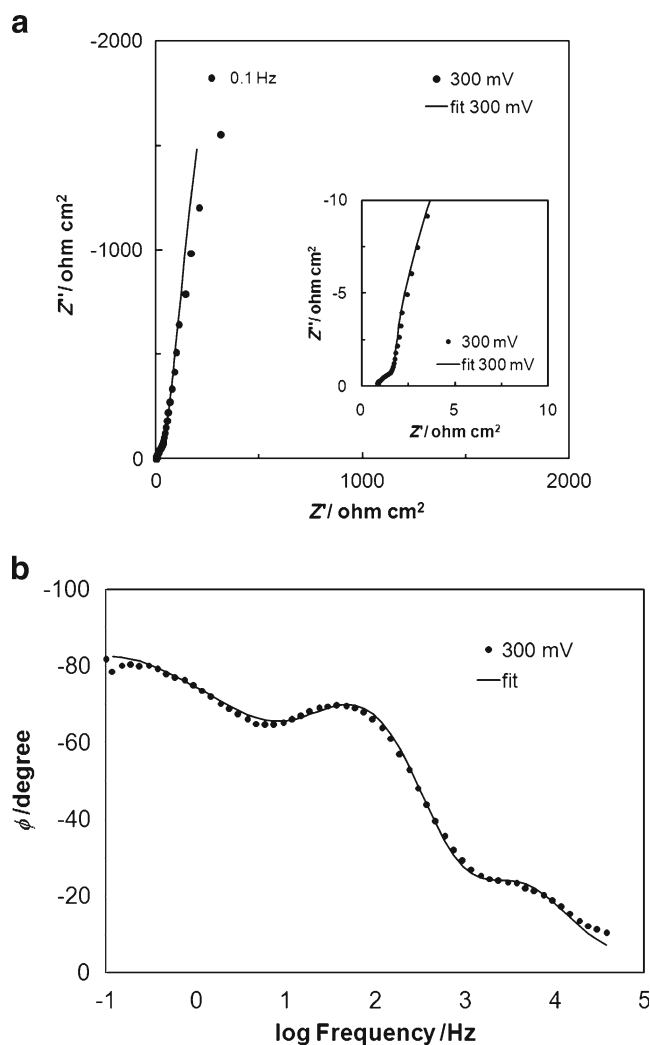 a
-2000
0.1 Hz
300 mV
fit 300 mV
-1000
0
Z''/ ohm cm²
0
1000
2000
Z'/ ohm cm²
-10
-5
0
Z''/ ohm cm²
300 mV
fit 300 mV
0
5
10
Z'/ ohm cm²
b
-100
-80
-60
-40
-20
0
ϕ /degree
300 mV
fit
-1
0
1
2
3
4
5
log Frequency /Hz